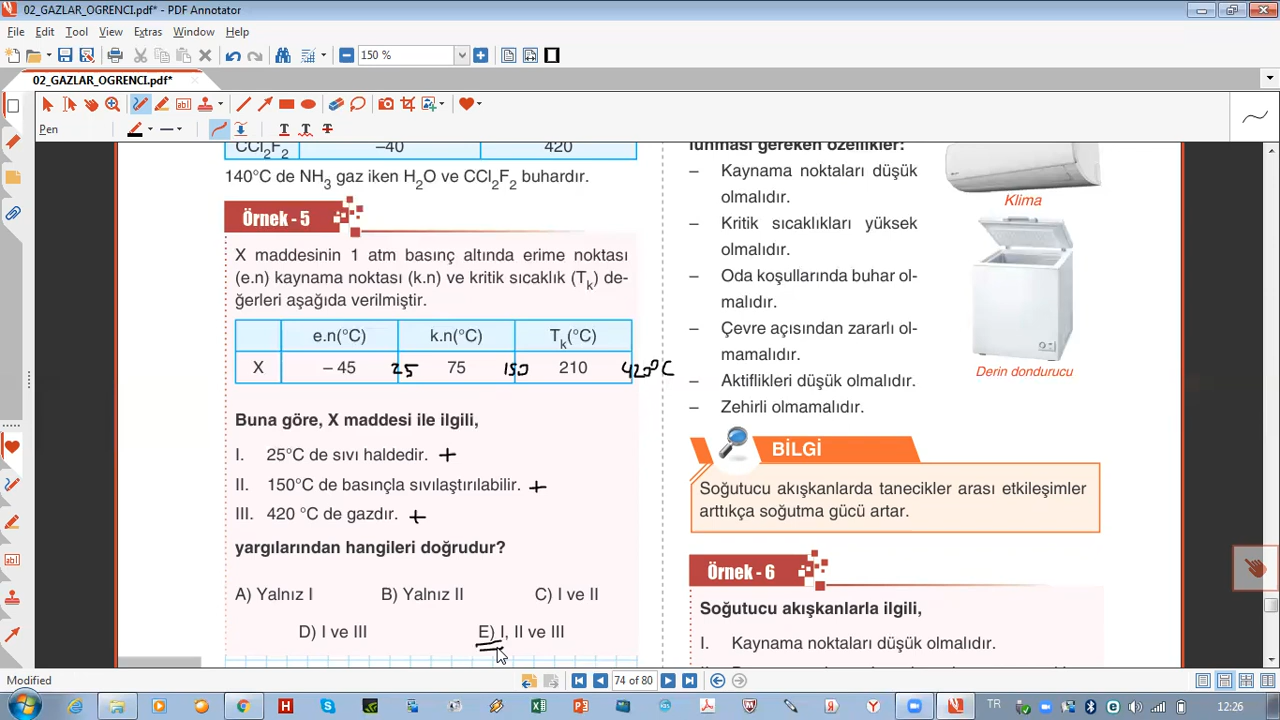 02_GAZLAR_OGRENCI.pdf* - PDF Annotator
File Edit Tool View Extras Window Help
150 %
02_GAZLAR_OGRENCI.pdf*
Pen
CCl2F2 –40 420
140°C de NH3 gaz iken H2O ve CCl2F2 buhardır.
Örnek - 5
X maddesinin 1 atm basınç altında erime noktası
(e.n) kaynama noktası (k.n) ve kritik sıcaklık (Tk) de-
ğerleri aşağıda verilmiştir.
e.n(°C) k.n(°C) Tk(°C)
X – 45 25 75 150 210 420°C
Buna göre, X maddesi ile ilgili,
I. 25°C de sıvı haldedir. +
II. 150°C de basınçla sıvılaştırılabilir. +
III. 420 °C de gazdır. +
yargılarından hangileri doğrudur?
A) Yalnız I B) Yalnız II C) I ve II
D) I ve III E) I, II ve III
lunması gereken özellikler:
– Kaynama noktaları düşük
olmalıdır.
– Kritik sıcaklıkları yüksek
olmalıdır.
– Oda koşullarında buhar ol-
malıdır.
– Çevre açısından zararlı ol-
mamalıdır.
– Aktiflikleri düşük olmalıdır.
– Zehirli olmamalıdır.
Klima
Derin dondurucu
BİLGİ
Soğutucu akışkanlarda tanecikler arası etkileşimler
arttıkça soğutma gücü artar.
Örnek - 6
Soğutucu akışkanlarla ilgili,
I. Kaynama noktaları düşük olmalıdır.
Modified
74 of 80
TR
12:26